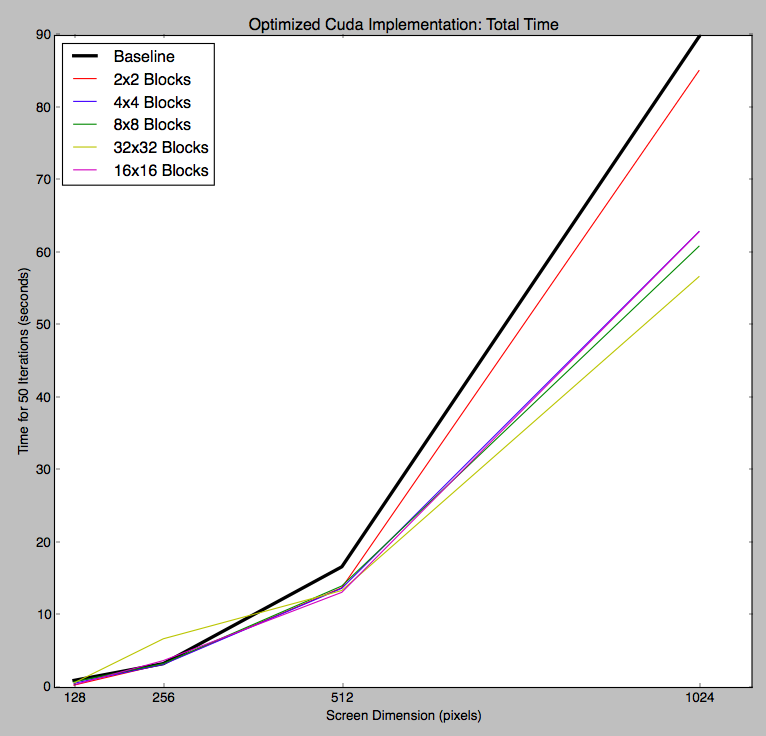 Optimized Cuda Implementation: Total Time
90
80
70
60
50
40
30
20
10
0
Baseline
2x2 Blocks
4x4 Blocks
8x8 Blocks
32x32 Blocks
16x16 Blocks
Time for 50 Iterations (seconds)
128 256 512 1024
Screen Dimension (pixels)